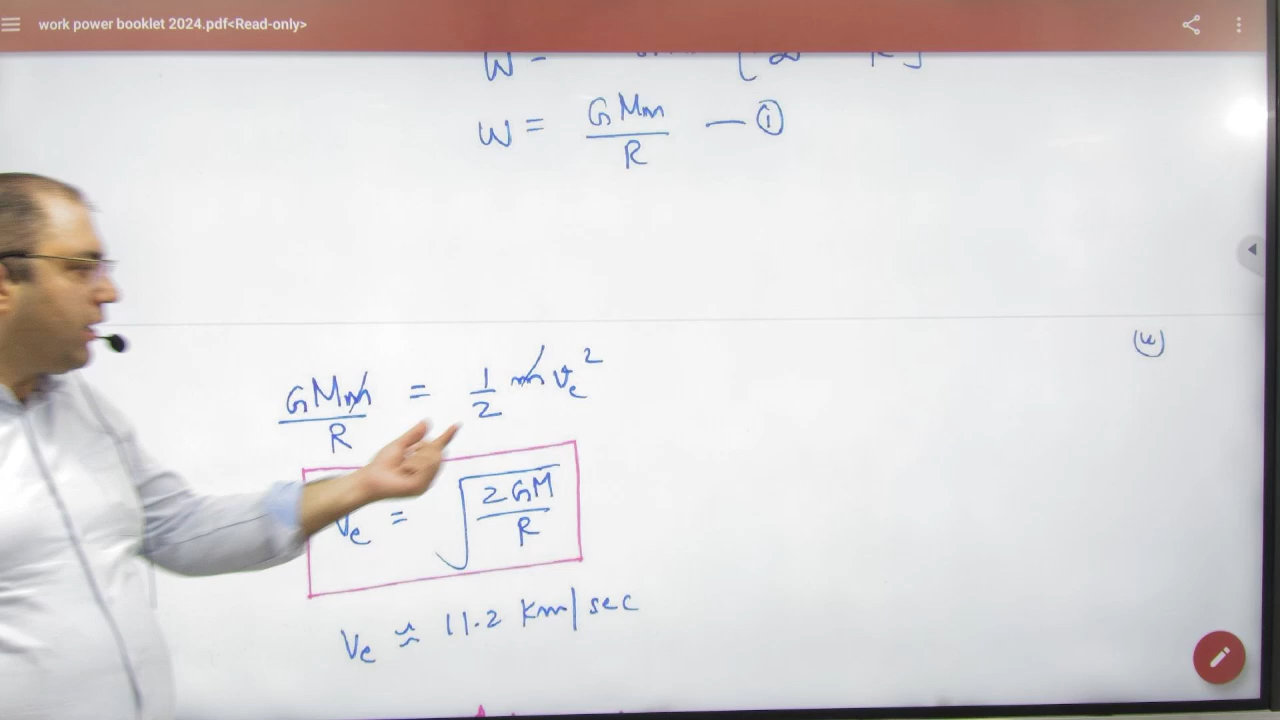 work power booklet 2024.pdf<Read-only>
W =
W = GMm / R — ①
GMm / R = 1/2 m vₑ²
Vₑ = √(2GM / R)
Vₑ ≈ 11.2 Km/sec